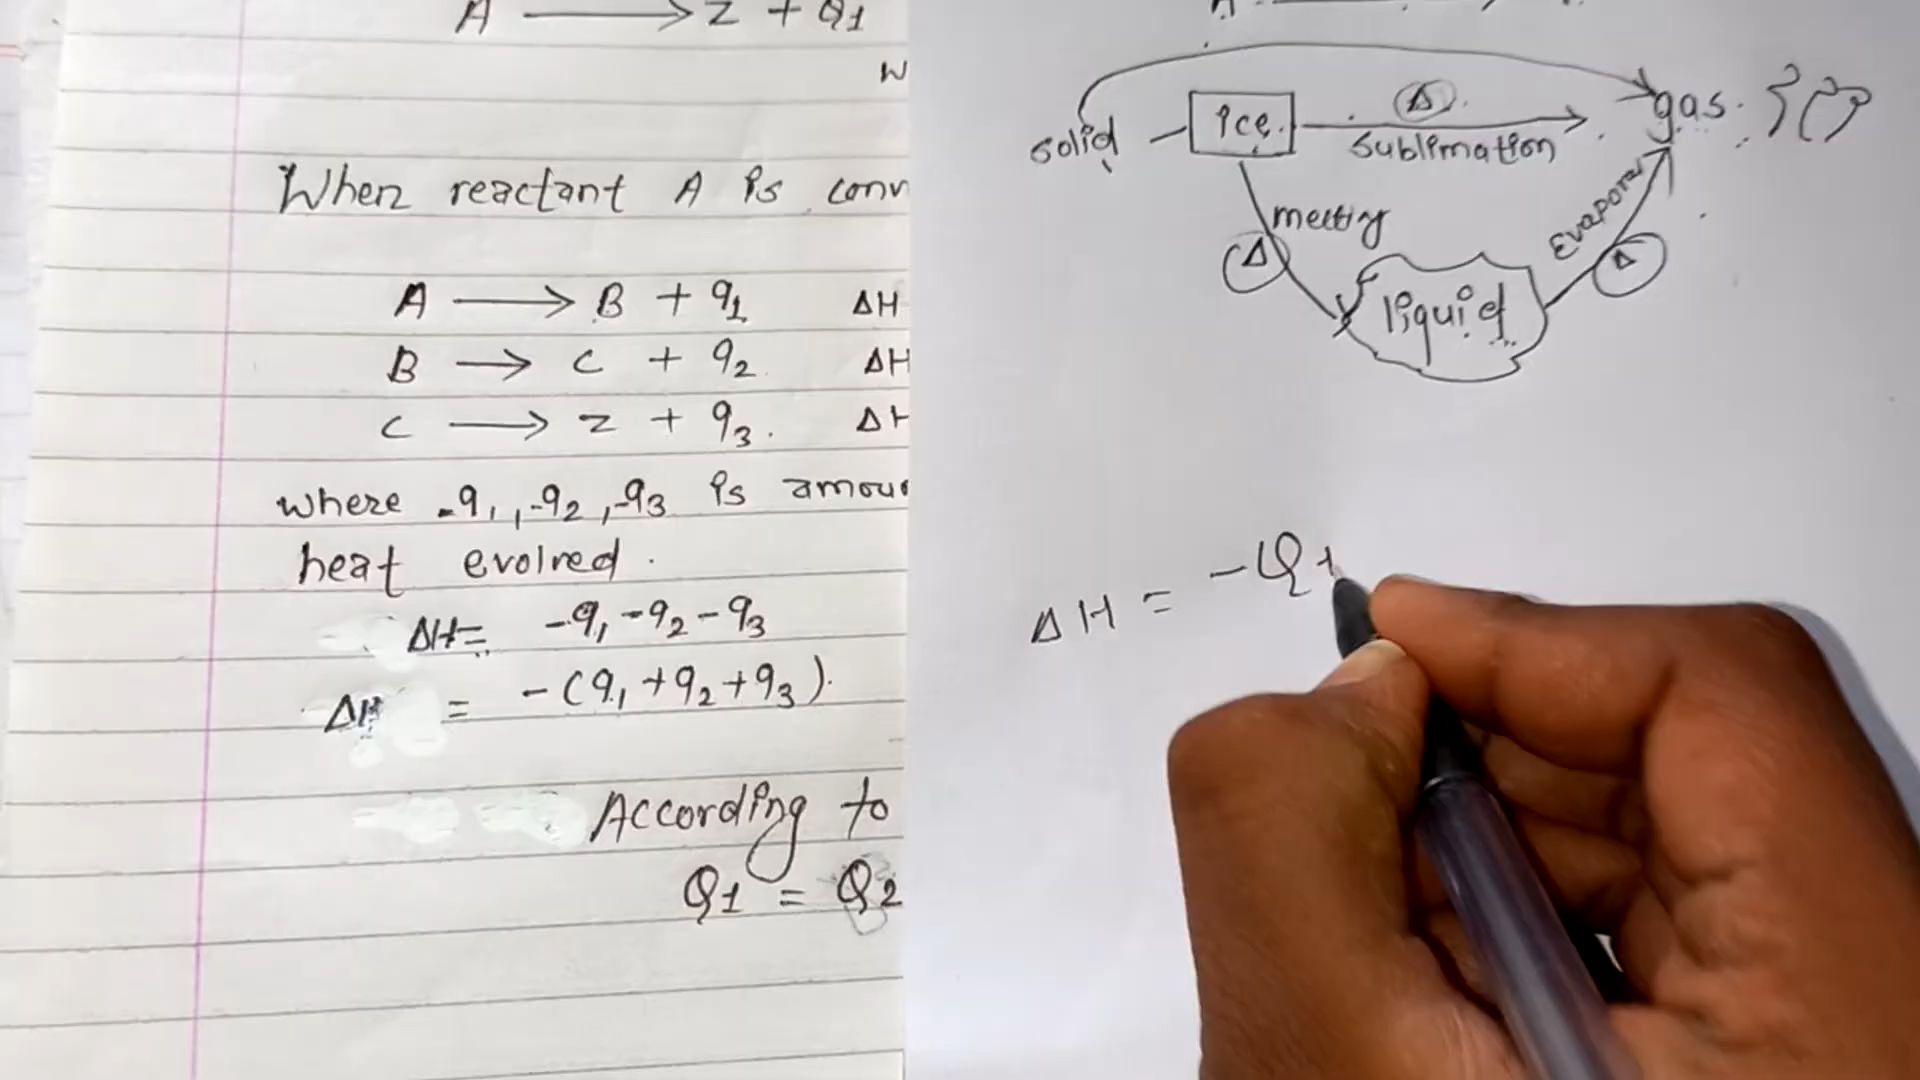 A ⟶ Z + Q1
W
When reactant A is conv
A ⟶ B + q1 ΔH
B ⟶ C + q2 ΔH
C ⟶ Z + q3. ΔH
where -q1, -q2, -q3 is amou
heat evolved.
ΔH = -q1 -q2 - q3
ΔH = -(q1 + q2 + q3).
According to
Q1 = Q2
solid - ice. Δ gas.
sublimation
melting Evapora
Δ Δ
liquid
ΔH = -Q+